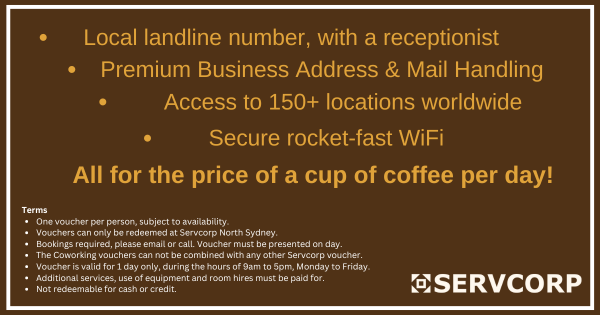 • Local landline number, with a receptionist
• Premium Business Address & Mail Handling
• Access to 150+ locations worldwide
• Secure rocket-fast WiFi
All for the price of a cup of coffee per day!
Terms
• One voucher per person, subject to availability.
• Vouchers can only be redeemed at Servcorp North Sydney.
• Bookings required, please email or call. Voucher must be presented on day.
• The Coworking vouchers can not be combined with any other Servcorp voucher.
• Voucher is valid for 1 day only, during the hours of 9am to 5pm, Monday to Friday.
• Additional services, use of equipment and room hires must be paid for.
• Not redeemable for cash or credit.
SERVCORP